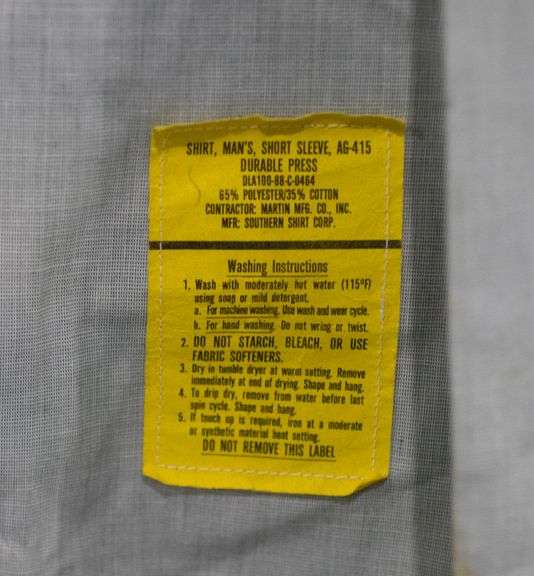 SHIRT, MAN'S, SHORT SLEEVE, AG-415
DURABLE PRESS
DLA100-88-C-0464
65% POLYESTER/35% COTTON
CONTRACTOR: MARTIN MFG. CO., INC.
MFR: SOUTHERN SHIRT CORP.
Washing Instructions
1. Wash with moderately hot water (115°F)
using soap or mild detergent.
a. For machine washing. Use wash and wear cycle.
b. For hand washing. Do not wring or twist.
2. DO NOT STARCH, BLEACH, OR USE
FABRIC SOFTENERS.
3. Dry in tumble dryer at warm setting. Remove
immediately at end of drying. Shape and hang.
4. To drip dry, remove from water before last
spin cycle. Shape and hang.
5. If touch up is required, iron at a moderate
or synthetic material heat setting.
DO NOT REMOVE THIS LABEL